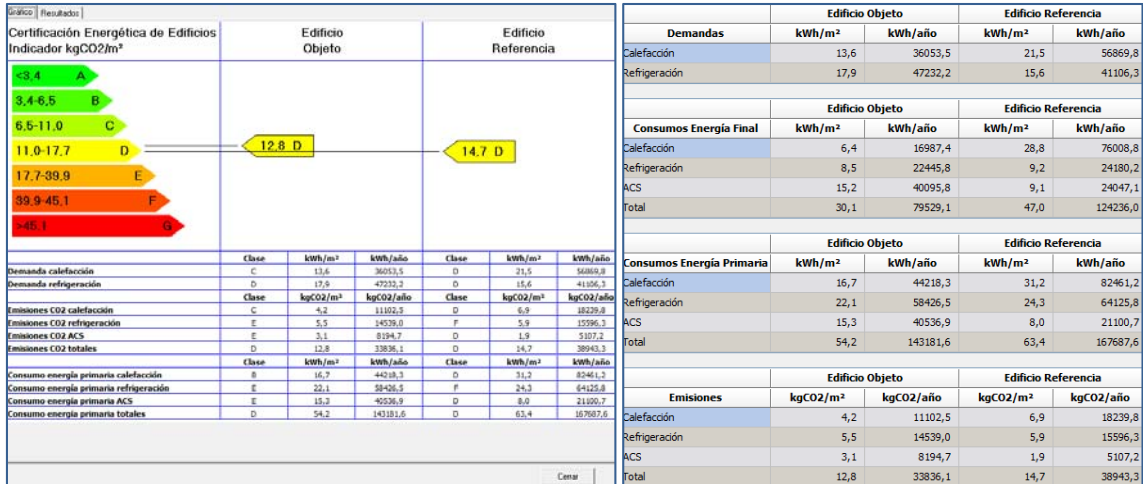 Gráfico Resultados
Certificación Energética de Edificios Edificio Edificio
Indicador kgCO2/m² Objeto Referencia
<3,4 A
3,4-6,5 B
6,5-11,0 C
11,0-17,7 D 12,8 D 14,7 D
17,7-39,9 E
39,9-45,1 F
>45,1 G
Clase kWh/m² kWh/año Clase kWh/m² kWh/año
Demanda calefacción C 13,6 36053,5 D 21,5 56869,8
Demanda refrigeración D 17,9 47232,2 D 15,6 41106,3
Clase kgCO2/m² kgCO2/año Clase kgCO2/m² kgCO2/año
Emisiones CO2 calefacción C 4,2 11102,5 D 6,9 18239,8
Emisiones CO2 refrigeración E 5,5 14539,0 F 5,9 15596,3
Emisiones CO2 ACS E 3,1 8194,7 D 1,9 5107,2
Emisiones CO2 totales D 12,8 33836,1 D 14,7 38943,3
Clase kWh/m² kWh/año Clase kWh/m² kWh/año
Consumo energía primaria calefacción B 16,7 44218,3 D 31,2 82461,2
Consumo energía primaria refrigeración E 22,1 58426,5 F 24,3 64125,8
Consumo energía primaria ACS E 15,3 40536,9 D 8,0 21100,7
Consumo energía primaria totales D 54,2 143181,6 D 63,4 167687,6
Cerrar
Edificio Objeto Edificio Referencia
Demandas kWh/m² kWh/año kWh/m² kWh/año
Calefacción 13,6 36053,5 21,5 56869,8
Refrigeración 17,9 47232,2 15,6 41106,3
Edificio Objeto Edificio Referencia
Consumos Energía Final kWh/m² kWh/año kWh/m² kWh/año
Calefacción 6,4 16987,4 28,8 76008,8
Refrigeración 8,5 22445,8 9,2 24180,2
ACS 15,2 40095,8 9,1 24047,1
Total 30,1 79529,1 47,0 124236,0
Edificio Objeto Edificio Referencia
Consumos Energía Primaria kWh/m² kWh/año kWh/m² kWh/año
Calefacción 16,7 44218,3 31,2 82461,2
Refrigeración 22,1 58426,5 24,3 64125,8
ACS 15,3 40536,9 8,0 21100,7
Total 54,2 143181,6 63,4 167687,6
Edificio Objeto Edificio Referencia
Emisiones kgCO2/m² kgCO2/año kgCO2/m² kgCO2/año
Calefacción 4,2 11102,5 6,9 18239,8
Refrigeración 5,5 14539,0 5,9 15596,3
ACS 3,1 8194,7 1,9 5107,2
Total 12,8 33836,1 14,7 38943,3